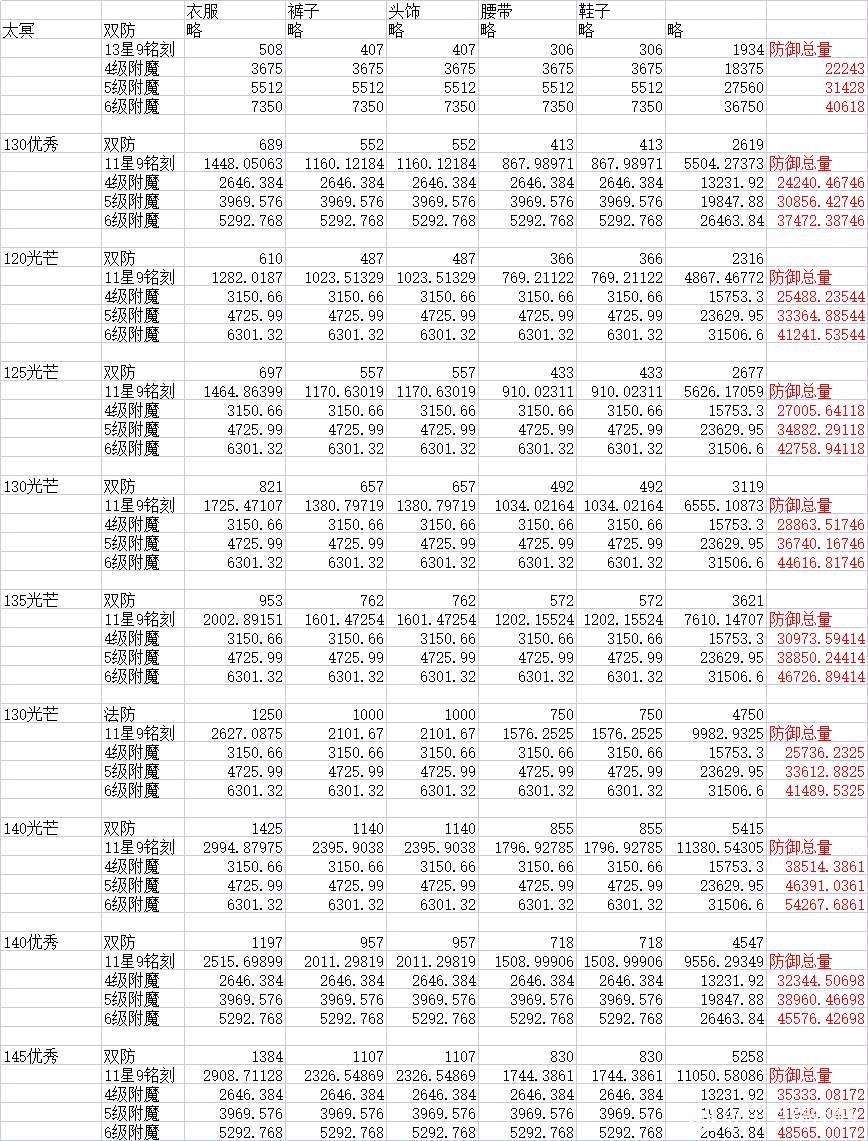 衣服 裤子 头饰 腰带 鞋子
太冥 双防 略 略 略 略 略 略
13星9铭刻 508 407 407 306 306 1934 防御总量
4级附魔 3675 3675 3675 3675 3675 18375 22243
5级附魔 5512 5512 5512 5512 5512 27560 31428
6级附魔 7350 7350 7350 7350 7350 36750 40618
130优秀 双防 689 552 552 413 413 2619
11星9铭刻 1448.05063 1160.12184 1160.12184 867.98971 867.98971 5504.27373 防御总量
4级附魔 2646.384 2646.384 2646.384 2646.384 2646.384 13231.92 24240.46746
5级附魔 3969.576 3969.576 3969.576 3969.576 3969.576 19847.88 30856.42746
6级附魔 5292.768 5292.768 5292.768 5292.768 5292.768 26463.84 37472.38746
120光芒 双防 610 487 487 366 366 2316
11星9铭刻 1282.0187 1023.51329 1023.51329 769.21122 769.21122 4867.46772 防御总量
4级附魔 3150.66 3150.66 3150.66 3150.66 3150.66 15753.3 25488.23544
5级附魔 4725.99 4725.99 4725.99 4725.99 4725.99 23629.95 33364.88544
6级附魔 6301.32 6301.32 6301.32 6301.32 6301.32 31506.6 41241.53544
125光芒 双防 697 557 557 433 433 2677
11星9铭刻 1464.86399 1170.63019 1170.63019 910.02311 910.02311 5626.17059 防御总量
4级附魔 3150.66 3150.66 3150.66 3150.66 3150.66 15753.3 27005.64118
5级附魔 4725.99 4725.99 4725.99 4725.99 4725.99 23629.95 34882.29118
6级附魔 6301.32 6301.32 6301.32 6301.32 6301.32 31506.6 42758.94118
130光芒 双防 821 657 657 492 492 3119
11星9铭刻 1725.47107 1380.79719 1380.79719 1034.02164 1034.02164 6555.10873 防御总量
4级附魔 3150.66 3150.66 3150.66 3150.66 3150.66 15753.3 28863.51746
5级附魔 4725.99 4725.99 4725.99 4725.99 4725.99 23629.95 36740.16746
6级附魔 6301.32 6301.32 6301.32 6301.32 6301.32 31506.6 44616.81746
135光芒 双防 953 762 762 572 572 3621
11星9铭刻 2002.89151 1601.47254 1601.47254 1202.15524 1202.15524 7610.14707 防御总量
4级附魔 3150.66 3150.66 3150.66 3150.66 3150.66 15753.3 30973.59414
5级附魔 4725.99 4725.99 4725.99 4725.99 4725.99 23629.95 38850.24414
6级附魔 6301.32 6301.32 6301.32 6301.32 6301.32 31506.6 46726.89414
130光芒 法防 1250 1000 1000 750 750 4750
11星9铭刻 2627.0875 2101.67 2101.67 1576.2525 1576.2525 9982.9325 防御总量
4级附魔 3150.66 3150.66 3150.66 3150.66 3150.66 15753.3 25736.2325
5级附魔 4725.99 4725.99 4725.99 4725.99 4725.99 23629.95 33612.8825
6级附魔 6301.32 6301.32 6301.32 6301.32 6301.32 31506.6 41489.5325
140光芒 双防 1425 1140 1140 855 855 5415
11星9铭刻 2994.87975 2395.9038 2395.9038 1796.92785 1796.92785 11380.54305 防御总量
4级附魔 3150.66 3150.66 3150.66 3150.66 3150.66 15753.3 38514.3861
5级附魔 4725.99 4725.99 4725.99 4725.99 4725.99 23629.95 46391.0361
6级附魔 6301.32 6301.32 6301.32 6301.32 6301.32 31506.6 54267.6861
140优秀 双防 1197 957 957 718 718 4547
11星9铭刻 2515.69899 2011.29819 2011.29819 1508.99906 1508.99906 9556.29349 防御总量
4级附魔 2646.384 2646.384 2646.384 2646.384 2646.384 13231.92 32344.50698
5级附魔 3969.576 3969.576 3969.576 3969.576 3969.576 19847.88 38960.46698
6级附魔 5292.768 5292.768 5292.768 5292.768 5292.768 26463.84 45576.42698
145优秀 双防 1384 1107 1107 830 830 5258
11星9铭刻 2908.71128 2326.54869 2326.54869 1744.3861 1744.3861 11050.58086 防御总量
4级附魔 2646.384 2646.384 2646.384 2646.384 2646.384 13231.92 35333.08172
5级附魔 3969.576 3969.576 3969.576 3969.576 3969.576 19847.88 41949.04172
6级附魔 5292.768 5292.768 5292.768 5292.768 5292.768 26463.84 48565.00172